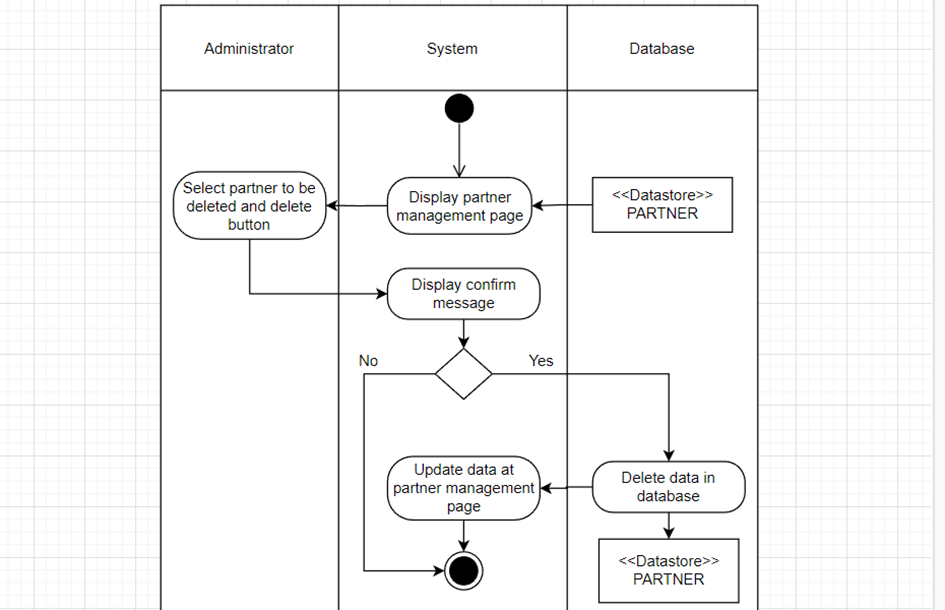 Administrator
System
Database
Select partner to be
deleted and delete
button
Display partner
management page
<<Datastore>>
PARTNER
Display confirm
message
No
Yes
Update data at
partner management
page
Delete data in
database
<<Datastore>>
PARTNER